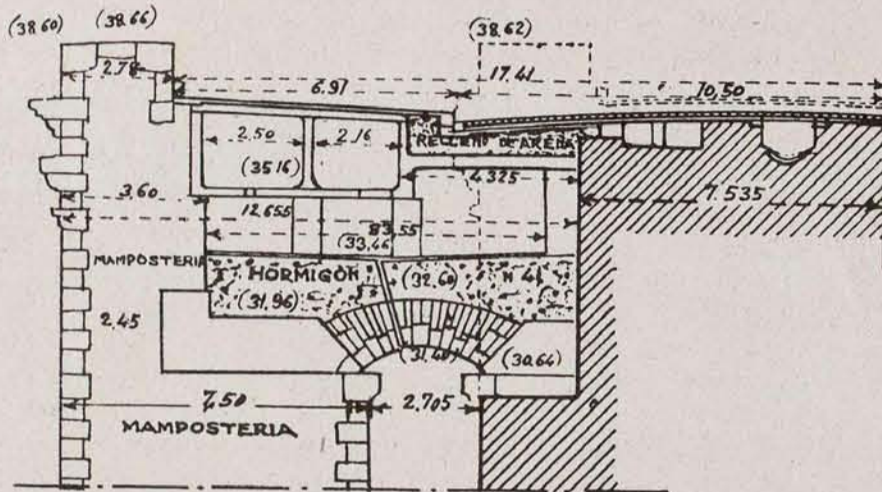 (38.60) (38.66) (38.62)
2.78 6.91 17.41 10,50
2.50 2.16 RELLENO DE ARENA
(35.16) 4.325
3.60 12.655 7.535
83.55
(33.46)
MAMPOSTERIA HORMIGON (32.60)
(31.96)
2.45 (30.64)
7,50 2.705
MAMPOSTERIA